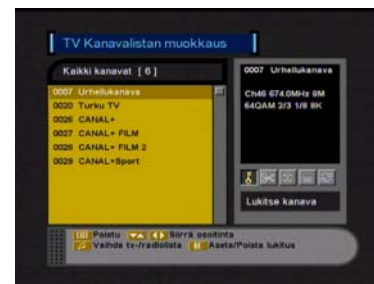 TV Kanavalistan muokkaus
Kaikki kanavat [ 6 ]
0007 Urheilukanava
0020 Turku TV
0026 CANAL+
0027 CANAL+ FILM
0028 CANAL+ FILM 2
0029 CANAL+Sport
0007 Urheilukanava
Ch46 674.0MHz 8M
64QAM 2/3 1/8 8K
Lukitse kanava
Poistu Siirrä osoitinta
Vaihda tv-/radiolista Aseta/Poista lukitus